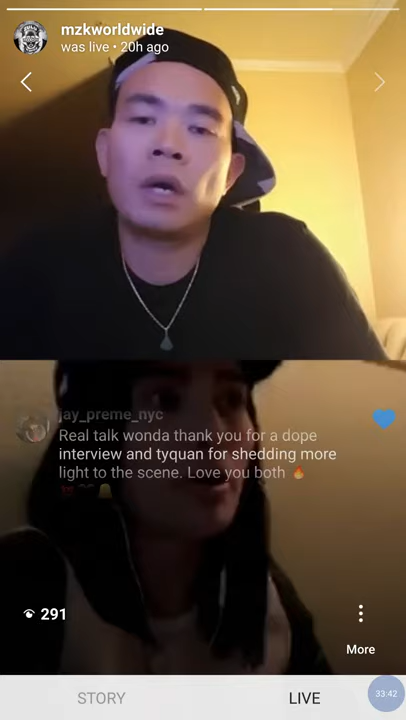 mzkworldwide
was live • 20h ago
jay_preme_nyc
Real talk wonda thank you for a dope
interview and tyquan for shedding more
light to the scene. Love you both 🔥
291
More
STORY
LIVE
33:42